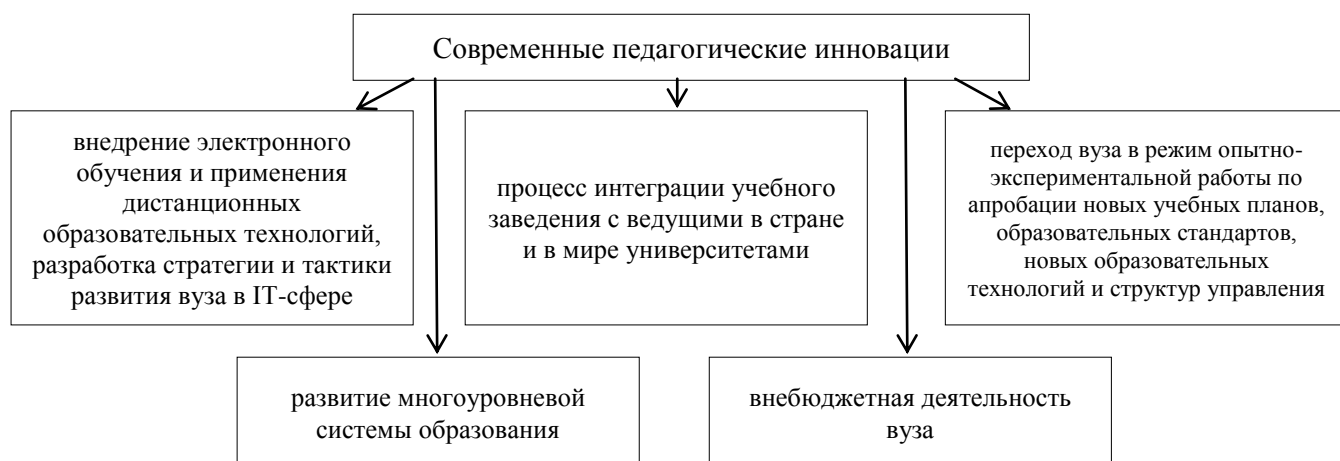 Современные педагогические инновации
внедрение электронного
обучения и применения
дистанционных
образовательных технологий,
разработка стратегии и тактики
развития вуза в IT-сфере
процесс интеграции учебного
заведения с ведущими в стране
и в мире университетами
переход вуза в режим опытно-
экспериментальной работы по
апробации новых учебных планов,
образовательных стандартов,
новых образовательных
технологий и структур управления
развитие многоуровневой
системы образования
внебюджетная деятельность
вуза